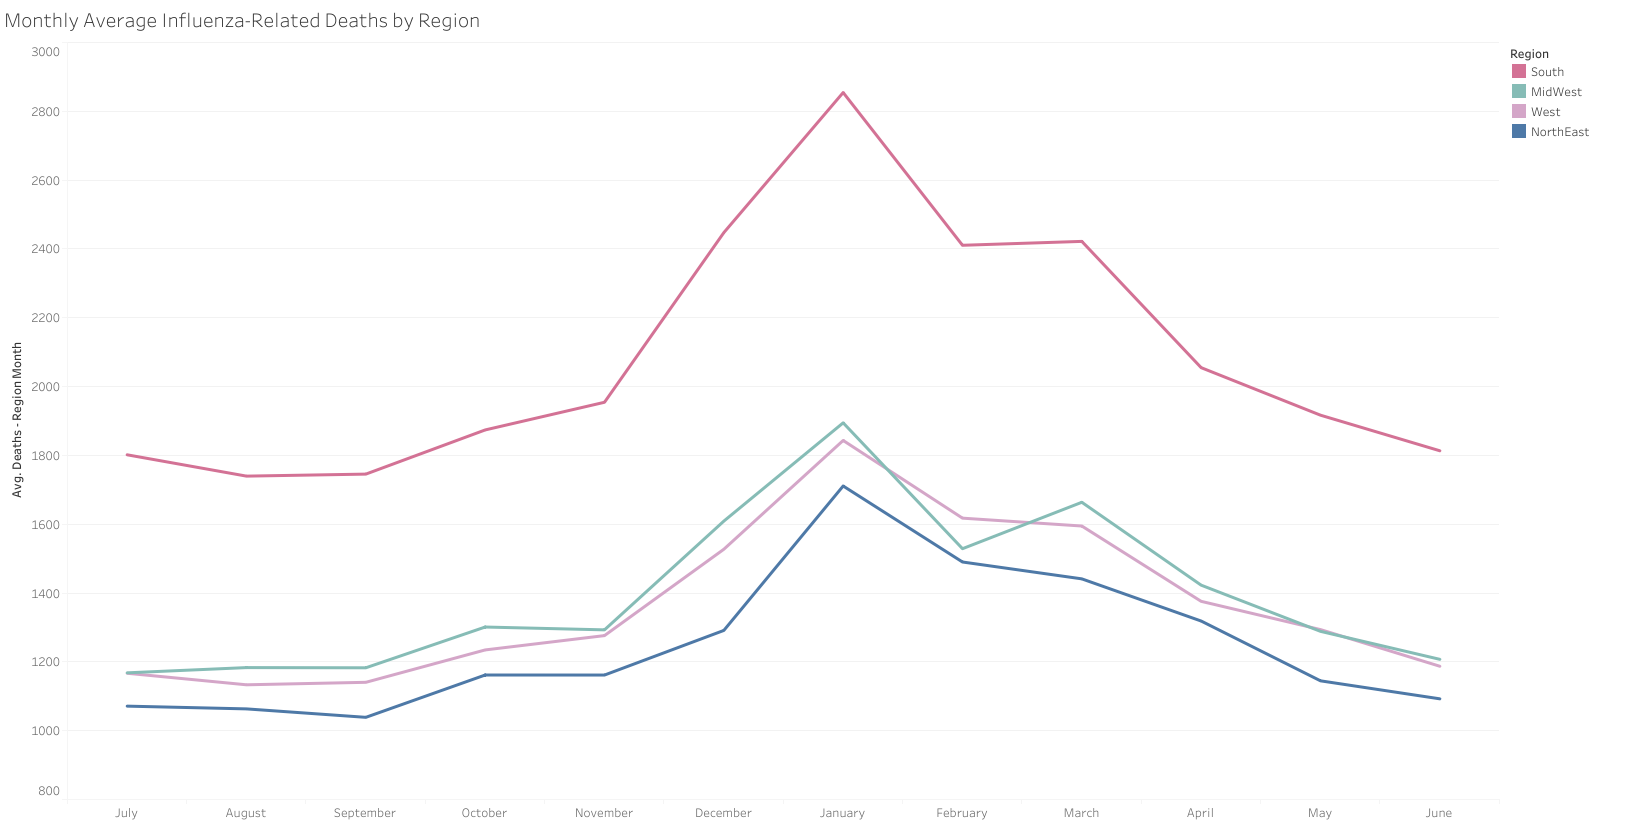 Monthly Average Influenza-Related Deaths by Region
Region
South
MidWest
West
NorthEast
Avg. Deaths - Region Month
3000
2800
2600
2400
2200
2000
1800
1600
1400
1200
1000
800
July August September October November December January February March April May June